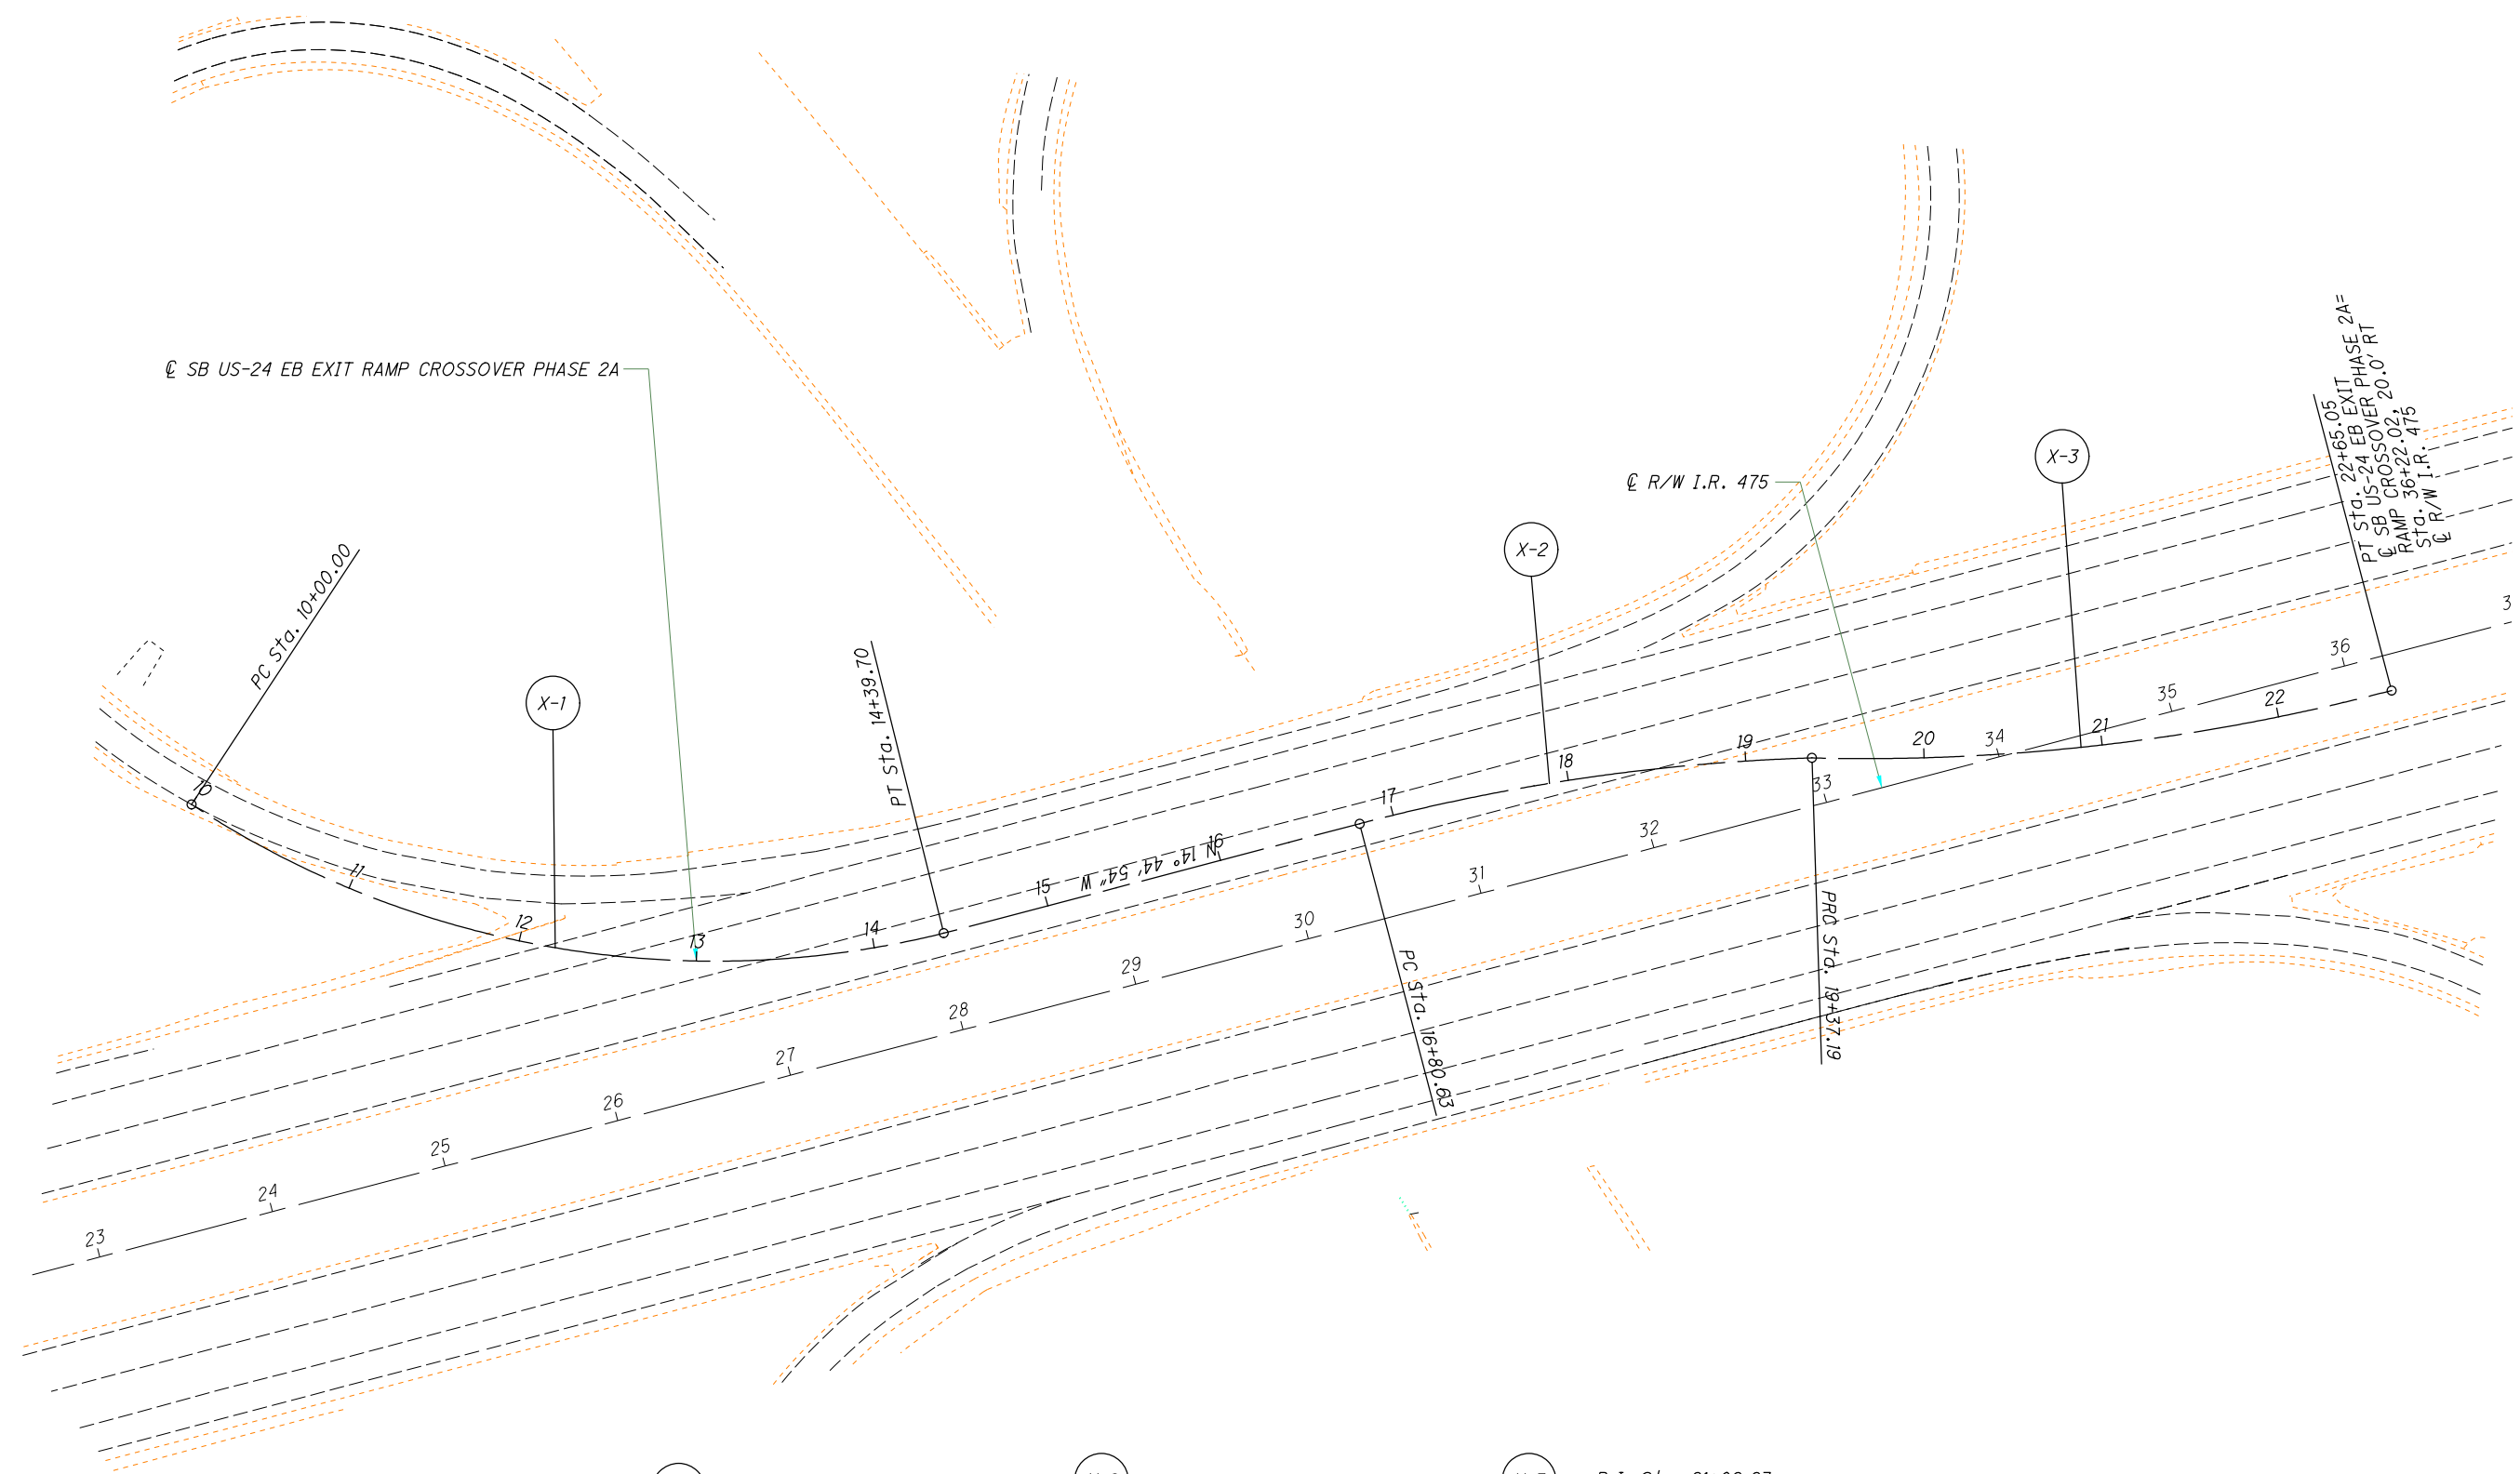 ℄ SB US-24 EB EXIT RAMP CROSSOVER PHASE 2A
℄ R/W I.R. 475
PT Sta. 22+65.05
℄ SB US-24 EB EXIT
RAMP CROSSOVER PHASE 2A=
Sta. 36+22.02, 20.0' RT
℄ R/W I.R. 475
X-3
X-2
X-1
PC Sta. 10+00.00
PT Sta. 14+39.70
N 14° 44' 54" W
PC Sta. 16+80.63
PRC Sta. 19+37.19
10
11
12
13
14
15
16
17
18
19
20
21
22
23
24
25
26
27
28
29
30
31
32
33
34
35
36